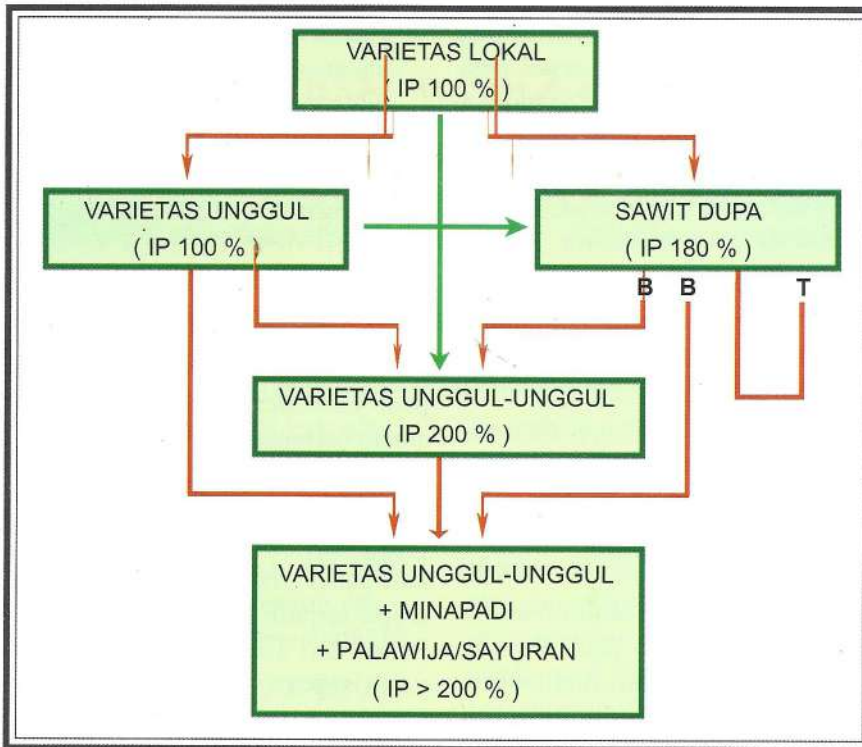 VARIETAS LOKAL
( IP 100 % )
VARIETAS UNGGUL
( IP 100 % )
SAWIT DUPA
( IP 180 % )
B B T
VARIETAS UNGGUL-UNGGUL
( IP 200 % )
VARIETAS UNGGUL-UNGGUL
+ MINAPADI
+ PALAWIJA/SAYURAN
( IP > 200 % )